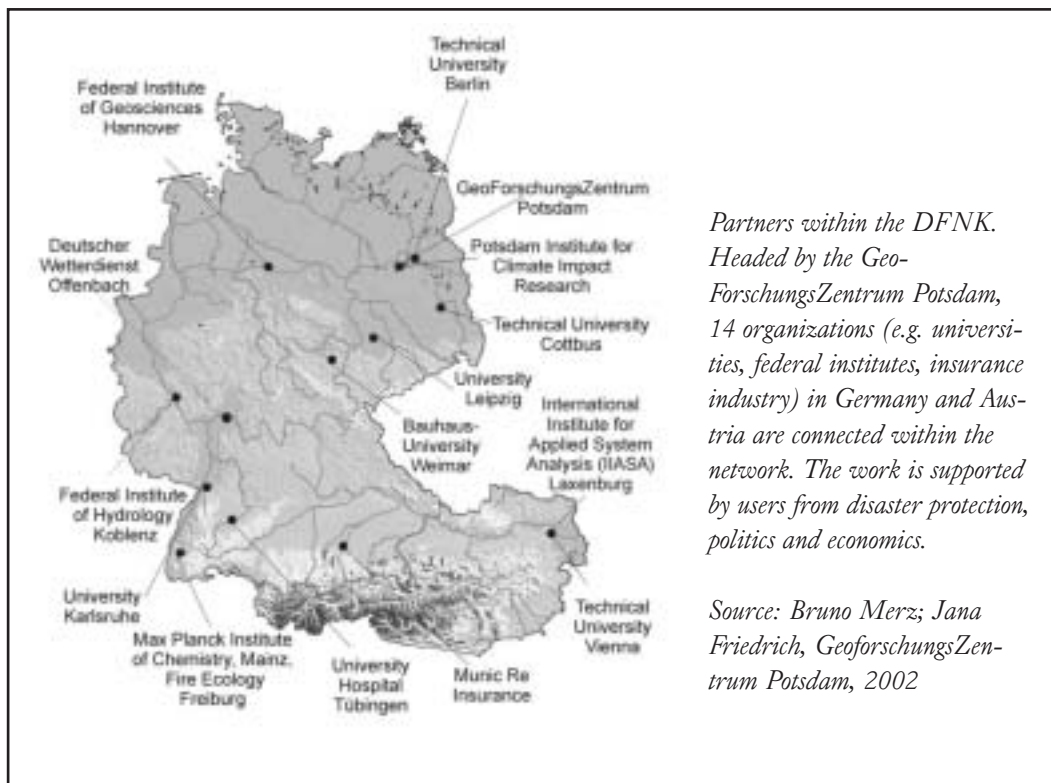 Technical
University
Berlin
Federal Institute
of Geosciences
Hannover
GeoForschungsZentrum
Potsdam
Deutscher
Wetterdienst
Offenbach
Potsdam Institute for
Climate Impact
Research
Technical University
Cottbus
University
Leipzig
Bauhaus-
University
Weimar
International
Institute for
Applied System
Analysis (IIASA)
Laxenburg
Federal Institute
of Hydrology
Koblenz
University
Karlsruhe
Max Planck Institute
of Chemistry, Mainz,
Fire Ecology
Freiburg
University
Hospital
Tübingen
Munic Re
Insurance
Technical
University
Vienna
Partners within the DFNK.
Headed by the Geo-
ForschungsZentrum Potsdam,
14 organizations (e.g. universi-
ties, federal institutes, insurance
industry) in Germany and Aus-
tria are connected within the
network. The work is supported
by users from disaster protection,
politics and economics.
Source: Bruno Merz; Jana
Friedrich, GeoforschungsZen-
trum Potsdam, 2002